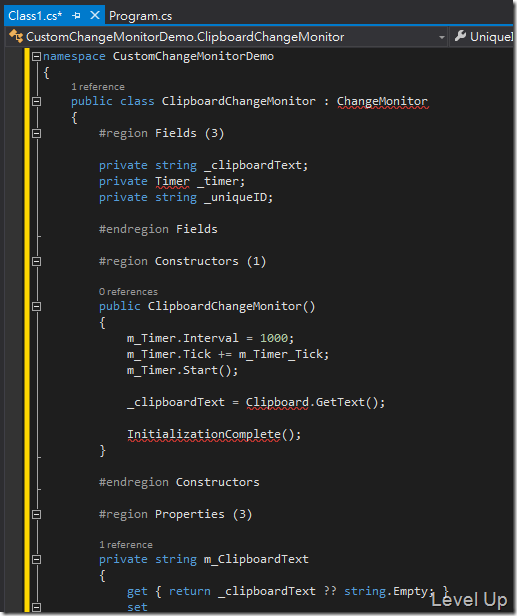 Class1.cs* Program.cs
CustomChangeMonitorDemo.ClipboardChangeMonitor UniqueI
namespace CustomChangeMonitorDemo
{
1 reference
public class ClipboardChangeMonitor : ChangeMonitor
{
#region Fields (3)
private string _clipboardText;
private Timer _timer;
private string _uniqueID;
#endregion Fields
#region Constructors (1)
0 references
public ClipboardChangeMonitor()
{
m_Timer.Interval = 1000;
m_Timer.Tick += m_Timer_Tick;
m_Timer.Start();
_clipboardText = Clipboard.GetText();
InitializationComplete();
}
#endregion Constructors
#region Properties (3)
1 reference
private string m_ClipboardText
{
get { return _clipboardText ?? string.Empty; }
set
Level Up